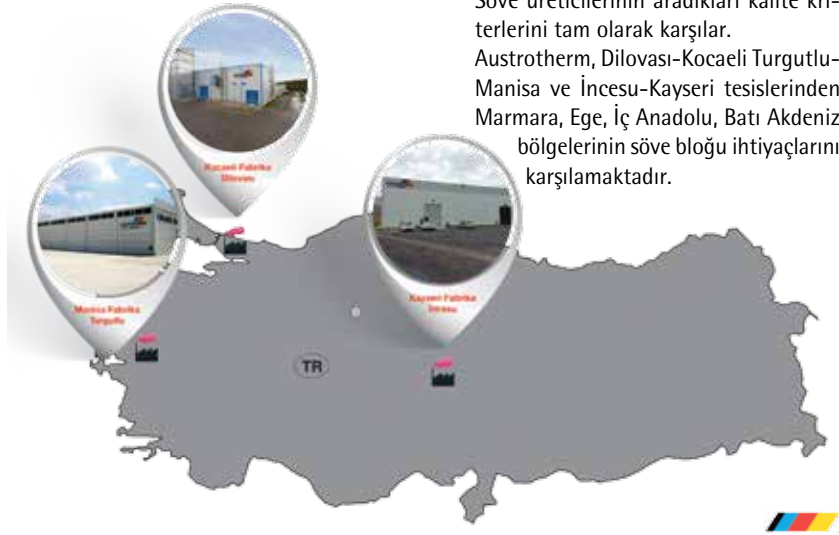 Söve üreticilerinin aradıkları kalite kri-
terlerini tam olarak karşılar.
Austrotherm, Dilovası-Kocaeli Turgutlu-
Manisa ve İncesu-Kayseri tesislerinden
Marmara, Ege, İç Anadolu, Batı Akdeniz
bölgelerinin söve bloğu ihtiyaçlarını
karşılamaktadır.
Kocaeli Fabrika
Dilovası
Manisa Fabrika
Turgutlu
Kayseri Fabrika
İncesu
TR